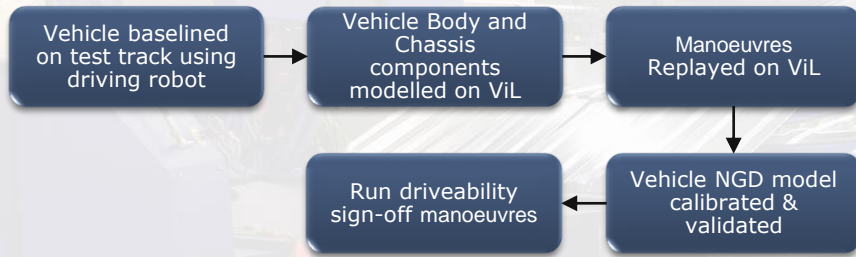 Vehicle baselined
on test track using
driving robot
Vehicle Body and
Chassis
components
modelled on ViL
Manoeuvres
Replayed on ViL
Vehicle NGD model
calibrated &
validated
Run driveability
sign-off manoeuvres